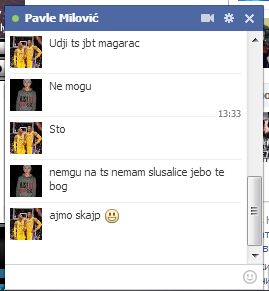 Pavle Milović
Udji ts jbt magarac
Ne mogu
13:33
Sto
nemgu na ts nemam slusalice jebo te
bog
ajmo skajp